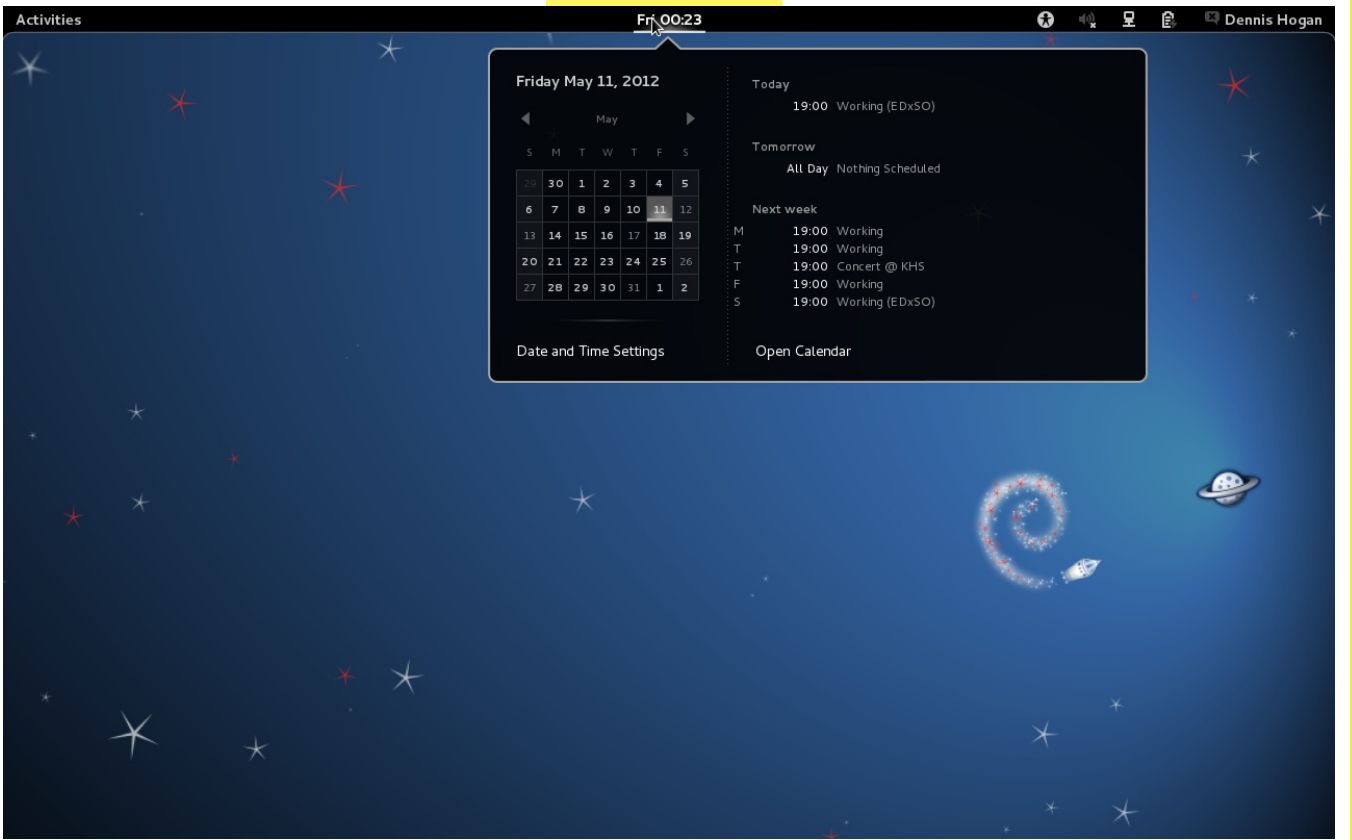 Activities
Fri 00:23
Dennis Hogan
Friday May 11, 2012
May
S M T W T F S
29 30 1 2 3 4 5
6 7 8 9 10 11 12
13 14 15 16 17 18 19
20 21 22 23 24 25 26
27 28 29 30 31 1 2
Date and Time Settings
Today
19:00 Working (EDxSO)
Tomorrow
All Day Nothing Scheduled
Next week
M 19:00 Working
T 19:00 Working
T 19:00 Concert @ KHS
F 19:00 Working
S 19:00 Working (EDxSO)
Open Calendar